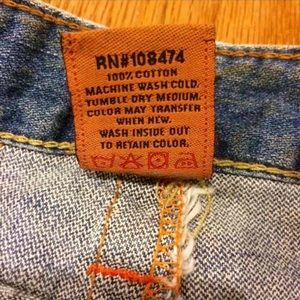 RN#108474
100% COTTON
MACHINE WASH COLD.
TUMBLE DRY MEDIUM.
COLOR MAY TRANSFER
WHEN NEW.
WASH INSIDE OUT
TO RETAIN COLOR.